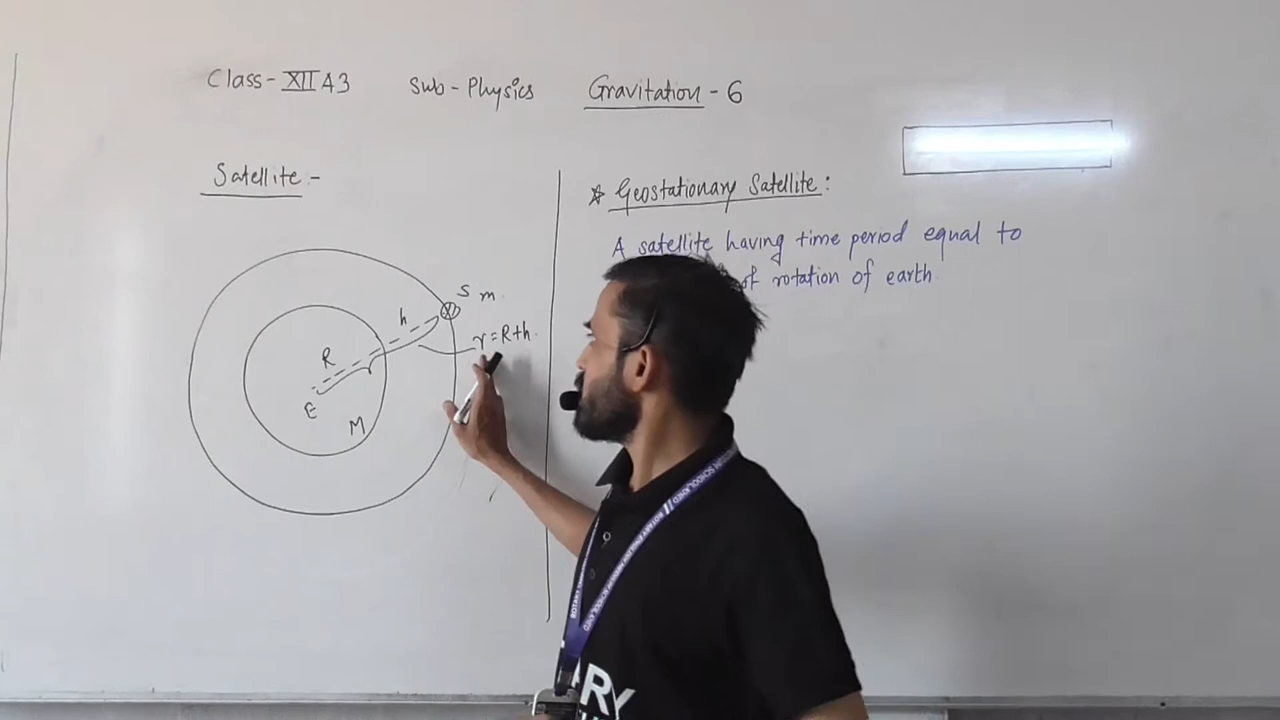 Class - XII A3 Sub - Physics Gravitation - 6
Satellite :-
S m
h
r = R+h
R
E
M
* Geostationary Satellite :
A satellite having time period equal to
of rotation of earth